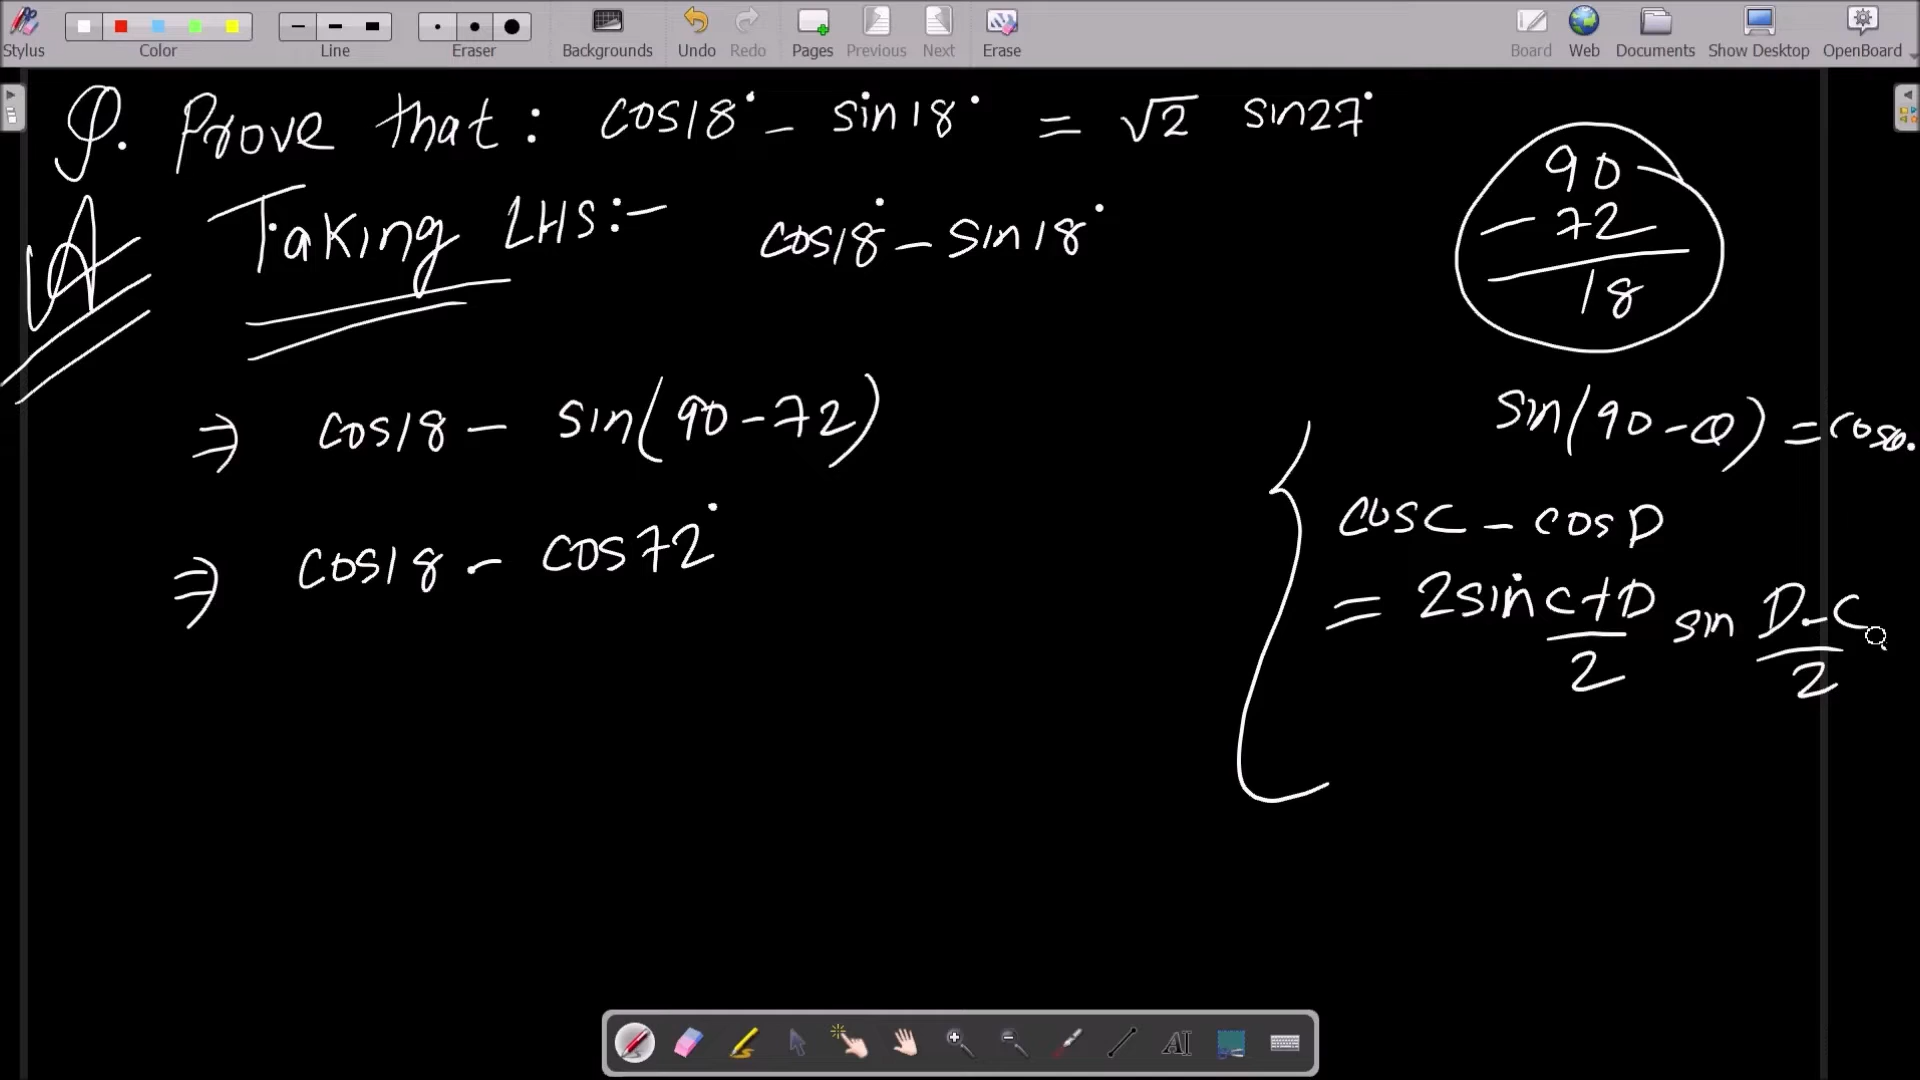 Stylus Color Line Eraser Backgrounds Undo Redo Pages Previous Next Erase Board Web Documents Show Desktop OpenBoard
Q. Prove that: cos18° - sin18° = √2 sin27°
A Taking LHS:- cos18° - sin18°
90
- 72
18
⇒ cos18 - sin(90-72)
sin(90-θ) = cosθ.
⇒ cos18 - cos72°
cosC - cosD
= 2sin C+D/2 sin D-C/2
AI